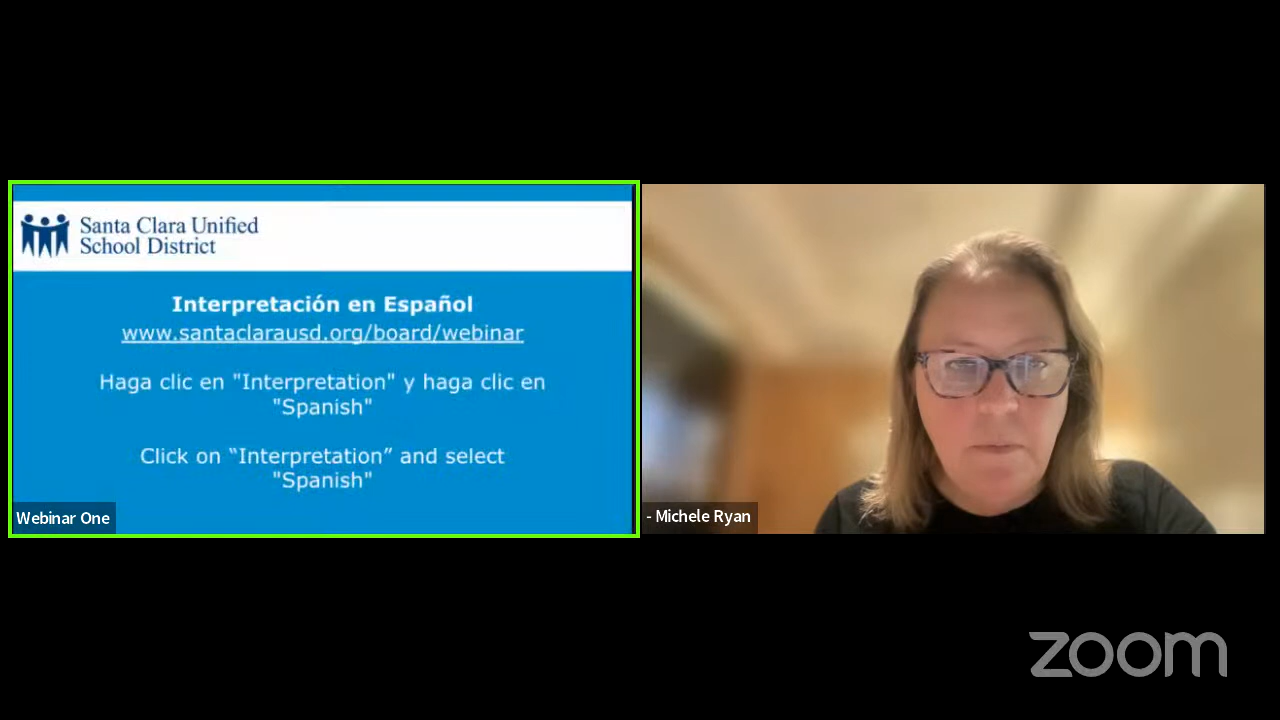 Santa Clara Unified
School District
Interpretación en Español
www.santaclarausd.org/board/webinar
Haga clic en "Interpretation" y haga clic en
"Spanish"
Click on “Interpretation” and select
"Spanish"
Webinar One
- Michele Ryan
zoom